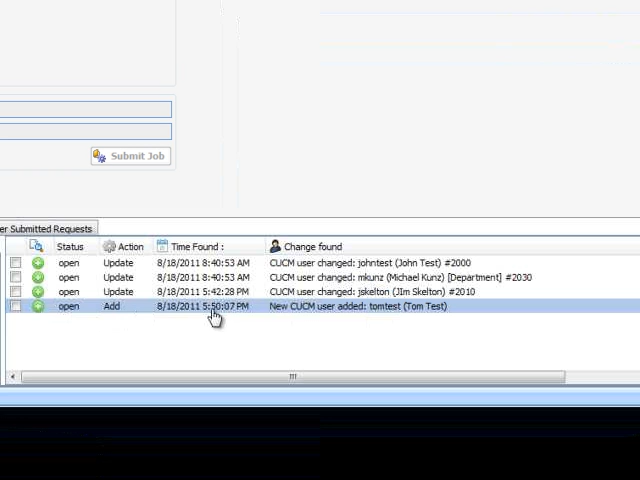 Submit Job
er Submitted Requests
Status Action Time Found : Change found
open Update 8/18/2011 8:40:53 AM CUCM user changed: johntest (John Test) #2000
open Update 8/18/2011 8:40:53 AM CUCM user changed: mkunz (Michael Kunz) [Department] #2030
open Update 8/18/2011 5:42:28 PM CUCM user changed: jskelton (JIm Skelton) #2010
open Add 8/18/2011 5:50:07 PM New CUCM user added: tomtest (Tom Test)